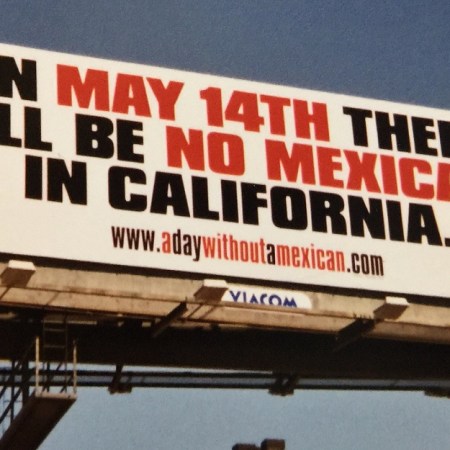 N MAY 14TH THE
LL BE NO MEXICA
IN CALIFORNIA.
www.adaywithoutamexican.com
VIACOM